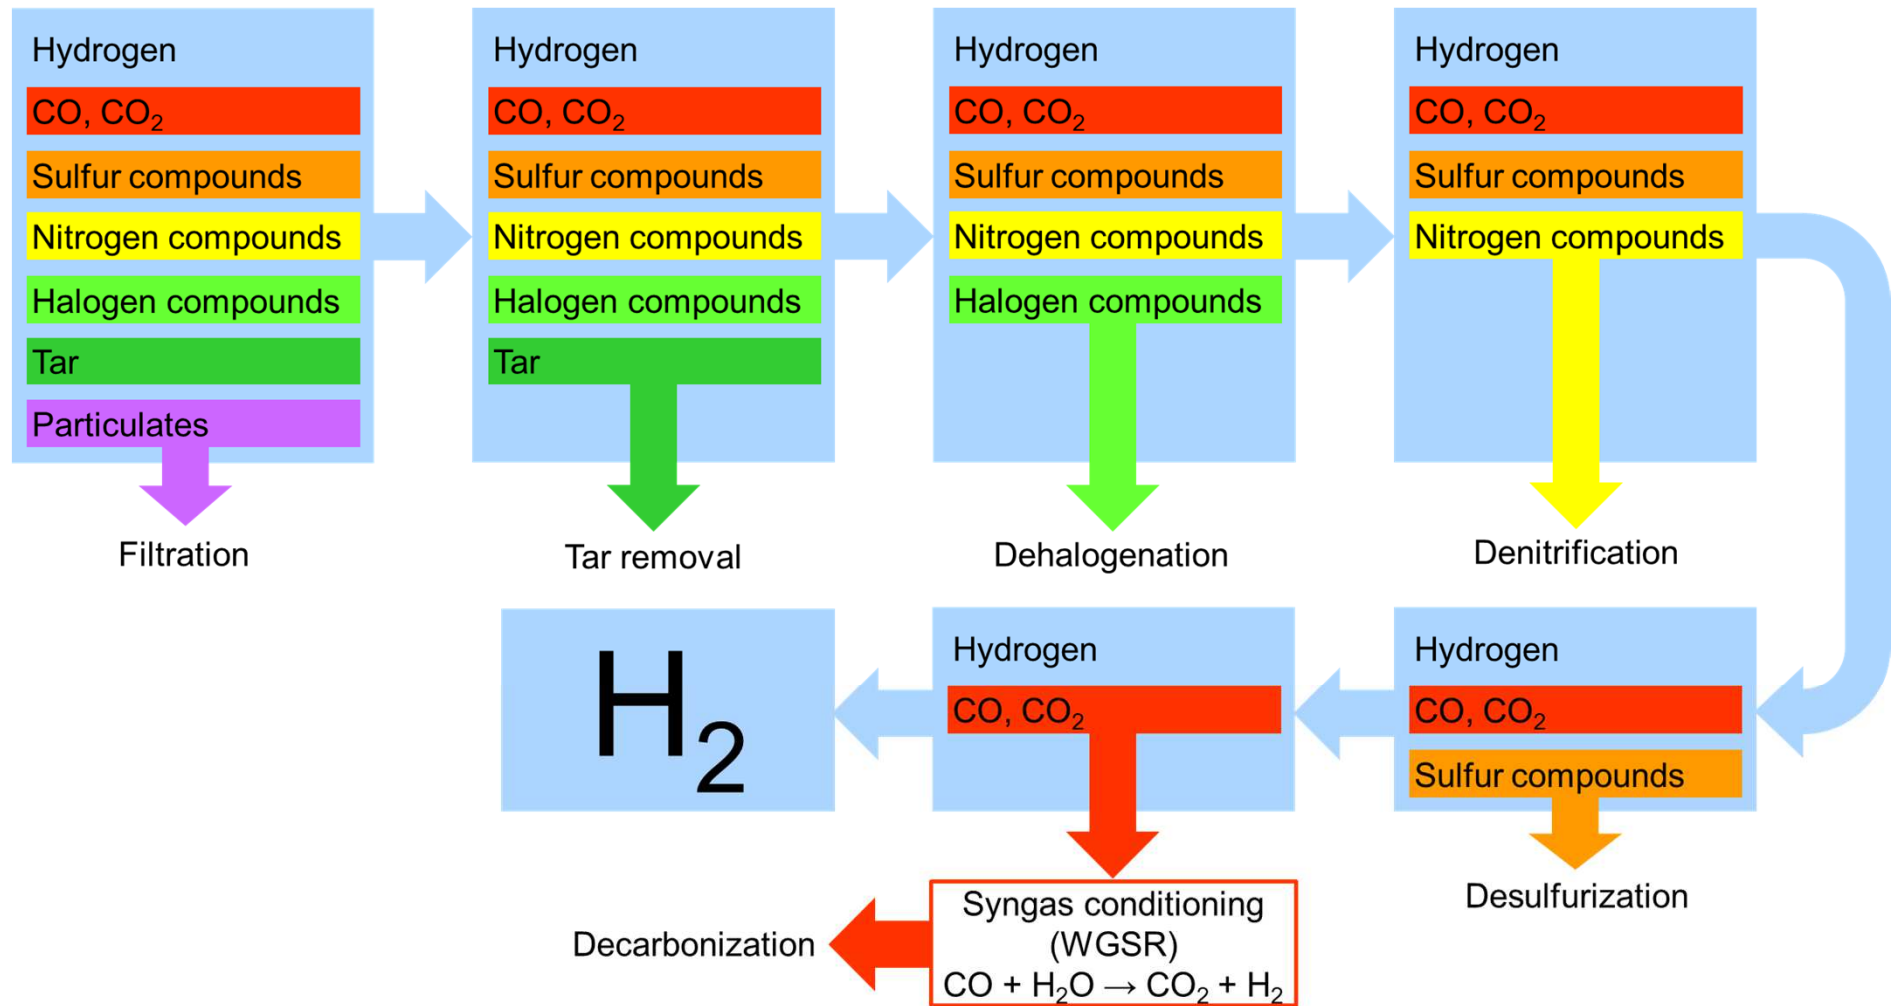 Hydrogen
CO, CO₂
Sulfur compounds
Nitrogen compounds
Halogen compounds
Tar
Particulates
Filtration
Hydrogen
CO, CO₂
Sulfur compounds
Nitrogen compounds
Halogen compounds
Tar
Tar removal
Hydrogen
CO, CO₂
Sulfur compounds
Nitrogen compounds
Halogen compounds
Dehalogenation
Hydrogen
CO, CO₂
Sulfur compounds
Nitrogen compounds
Denitrification
Hydrogen
CO, CO₂
Sulfur compounds
Desulfurization
Hydrogen
CO, CO₂
Syngas conditioning
(WGSR)
CO + H₂O → CO₂ + H₂
Decarbonization
H₂